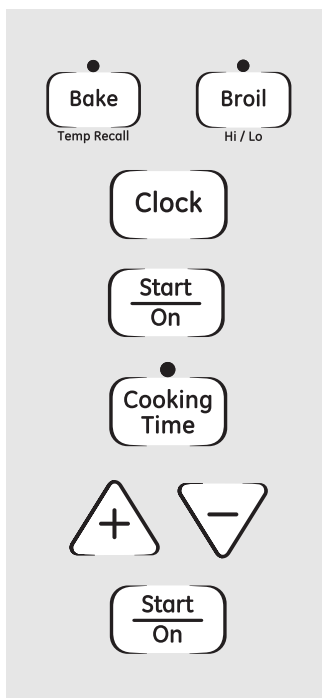 Bake Broil
Temp Recall Hi / Lo
Clock
Start
On
Cooking
Time
+ −
Start
On